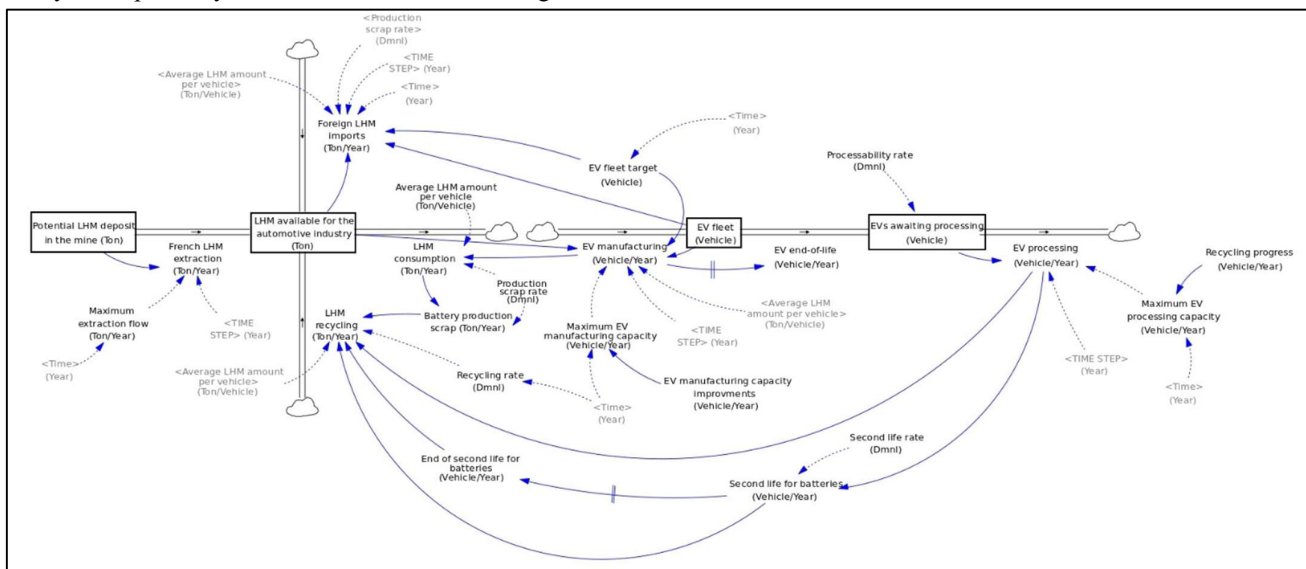 <Production
scrap rate>
(Dmnl)
<TIME
STEP> (Year)
<Average LHM amount
per vehicle>
(Ton/Vehicle)
<Time>
(Year)
Foreign LHM
Imports
(Ton/Year)
<Time>
(Year)
EV fleet target
(Vehicle)
Processability rate
(Dmnl)
Average LHM amount
per vehicle
(Ton/Vehicle)
Potential LHM deposit
in the mine (Ton)
LHM available for the
automotive industry
(Ton)
EV fleet
(Vehicle)
EVs awaiting processing
(Vehicle)
French LHM
extraction
(Ton/Year)
LHM
consumption
(Ton/Year)
EV manufacturing
(Vehicle/Year)
EV end-of-life
(Vehicle/Year)
EV processing
(Vehicle/Year)
Recycling progress
(Vehicle/Year)
Production
scrap rate
(Dmnl)
Maximum
extraction flow
(Ton/Year)
<TIME
STEP> (Year)
LHM
recycling
(Ton/Year)
Battery production
scrap (Ton/Year)
Maximum EV
manufacturing capacity
(Vehicle/Year)
<TIME
STEP> (Year)
<Average LHM
amount per vehicle>
(Ton/Vehicle)
Maximum EV
processing capacity
(Vehicle/Year)
<Time>
(Year)
<Average LHM amount
per vehicle>
(Ton/Vehicle)
Recycling rate
(Dmnl)
<Time>
(Year)
EV manufacturing capacity
improvments
(Vehicle/Year)
<TIME STEP>
(Year)
<Time>
(Year)
Second life rate
(Dmnl)
End of second life for
batteries
(Vehicle/Year)
Second life for batteries
(Vehicle/Year)